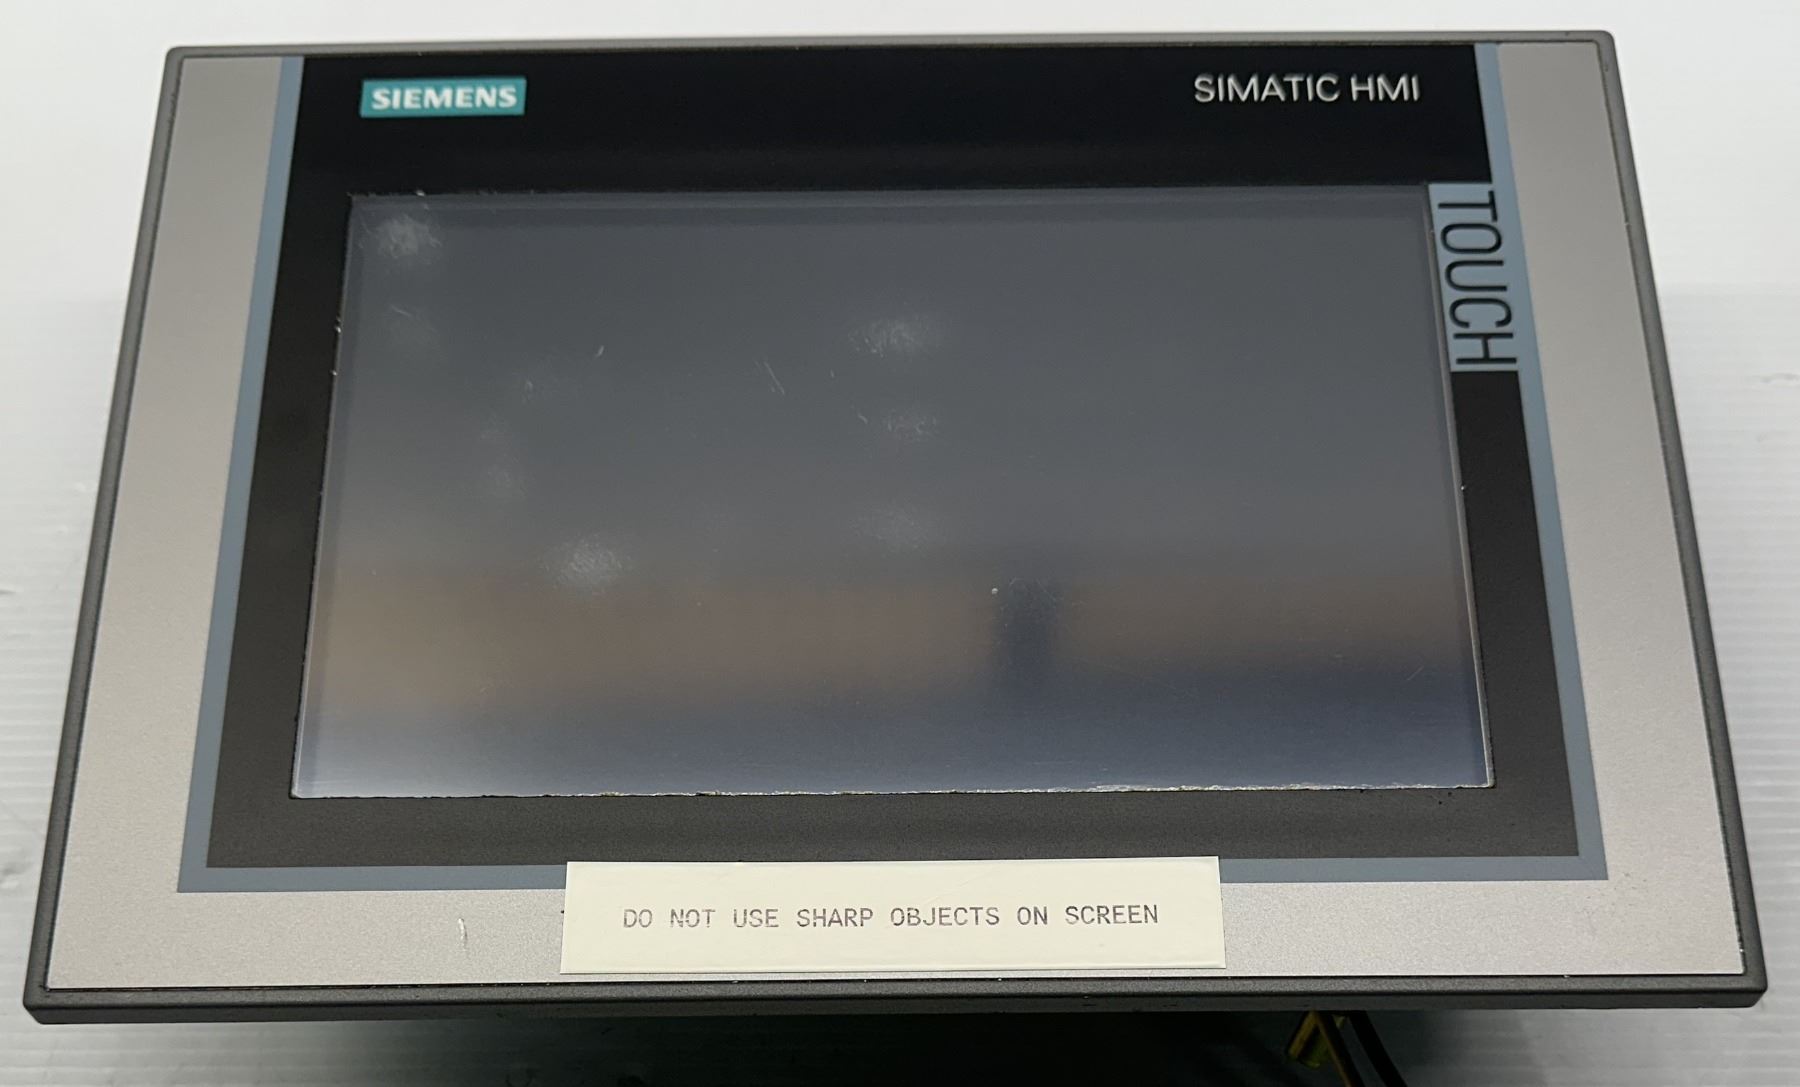 SIEMENS
SIMATIC HMI
TOUCH
DO NOT USE SHARP OBJECTS ON SCREEN